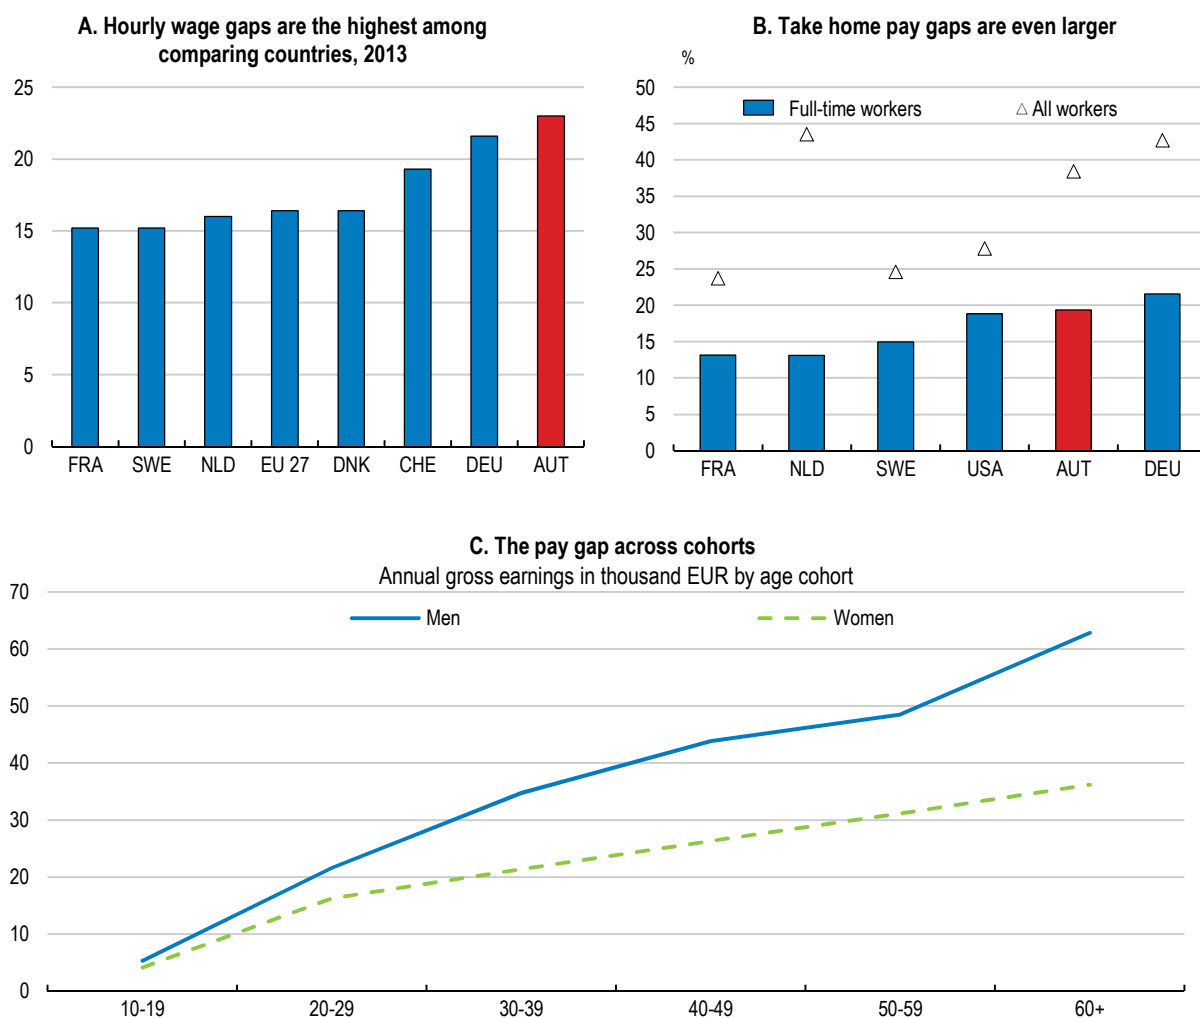 A. Hourly wage gaps are the highest among
comparing countries, 2013
25
20
15
10
5
0
FRA SWE NLD EU 27 DNK CHE DEU AUT
B. Take home pay gaps are even larger
%
50
45
40
35
30
25
20
15
10
5
0
Full-time workers All workers
FRA NLD SWE USA AUT DEU
C. The pay gap across cohorts
Annual gross earnings in thousand EUR by age cohort
70
60
50
40
30
20
10
0
Men Women
10-19 20-29 30-39 40-49 50-59 60+